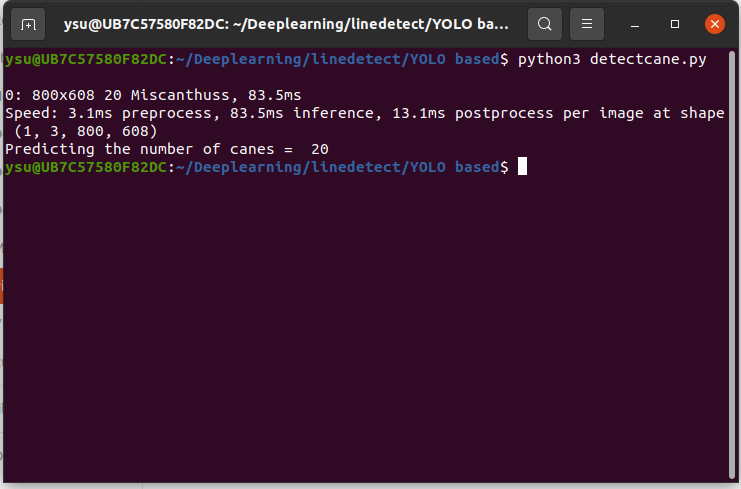 ysu@UB7C57580F82DC: ~/Deeplearning/linedetect/YOLO ba...
ysu@UB7C57580F82DC:~/Deeplearning/linedetect/YOLO based$ python3 detectcane.py
0: 800x608 20 Miscanthuss, 83.5ms
Speed: 3.1ms preprocess, 83.5ms inference, 13.1ms postprocess per image at shape
(1, 3, 800, 608)
Predicting the number of canes =  20
ysu@UB7C57580F82DC:~/Deeplearning/linedetect/YOLO based$